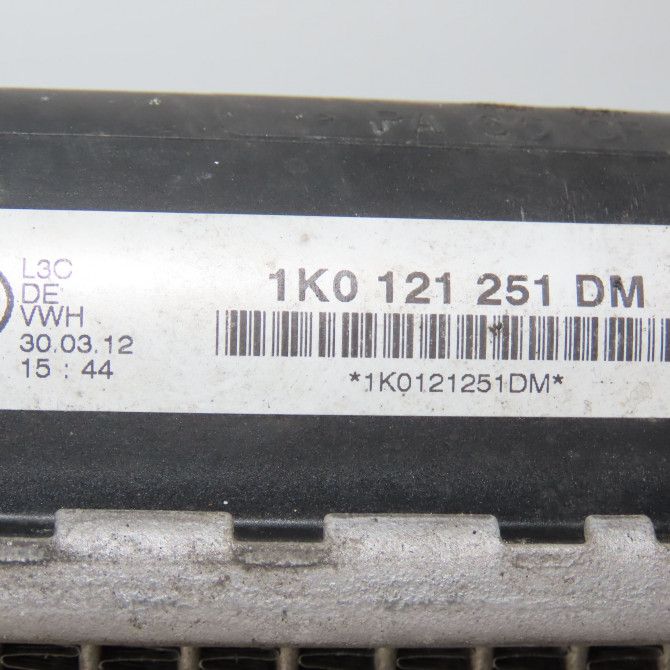 L3C
DE
VWH
30.03.12
15 : 44
1K0 121 251 DM
*1K0121251DM*